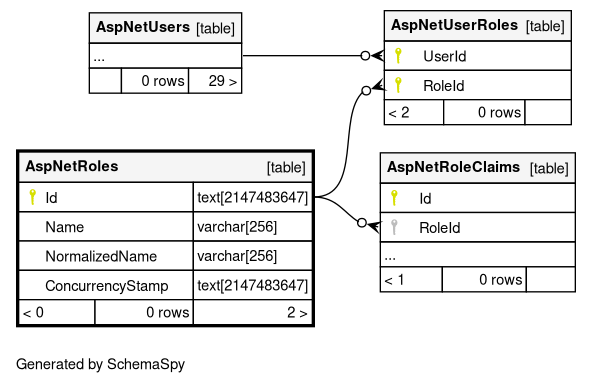 AspNetUsers [table]
...
0 rows 29 >
AspNetUserRoles [table]
UserId
RoleId
< 2 0 rows
AspNetRoles [table]
Id text[2147483647]
Name varchar[256]
NormalizedName varchar[256]
ConcurrencyStamp text[2147483647]
< 0 0 rows 2 >
AspNetRoleClaims [table]
Id
RoleId
...
< 1 0 rows
Generated by SchemaSpy